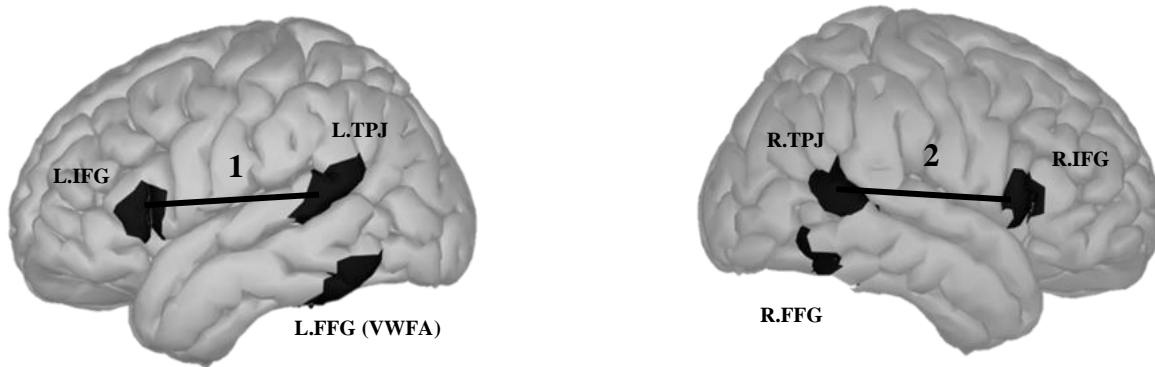 L.TPJ
L.IFG
1
L.FFG (VWFA)
R.TPJ
2
R.IFG
R.FFG